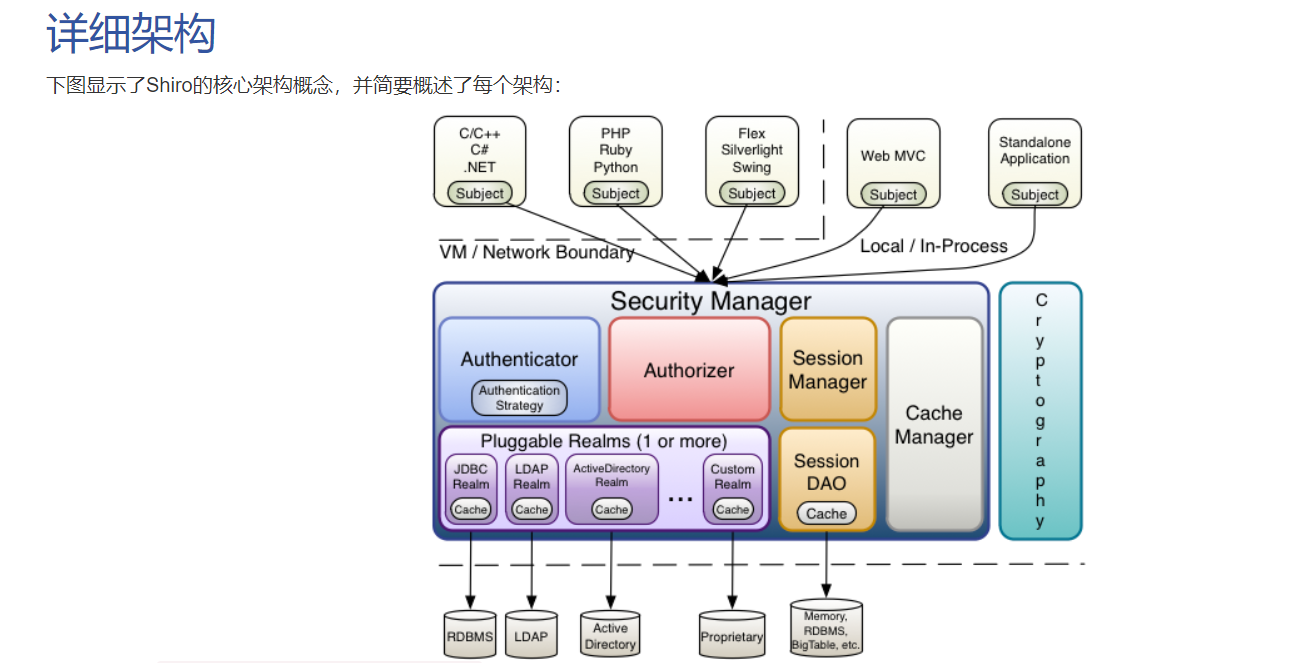 详细架构
下图显示了Shiro的核心架构概念，并简要概述了每个架构：
C/C++
C#
.NET
Subject
PHP
Ruby
Python
Subject
Flex
Silverlight
Swing
Subject
Web MVC
Subject
Standalone
Application
Subject
VM / Network Boundary
Local / In-Process
Security Manager
Authenticator
Authentication
Strategy
Authorizer
Session
Manager
Cache
Manager
Cryptography
Pluggable Realms (1 or more)
JDBC
Realm
Cache
LDAP
Realm
Cache
ActiveDirectory
Realm
Cache
...
Custom
Realm
Cache
Session
DAO
Cache
RDBMS
LDAP
Active
Directory
Proprietary
Memory,
RDBMS,
BigTable, etc.